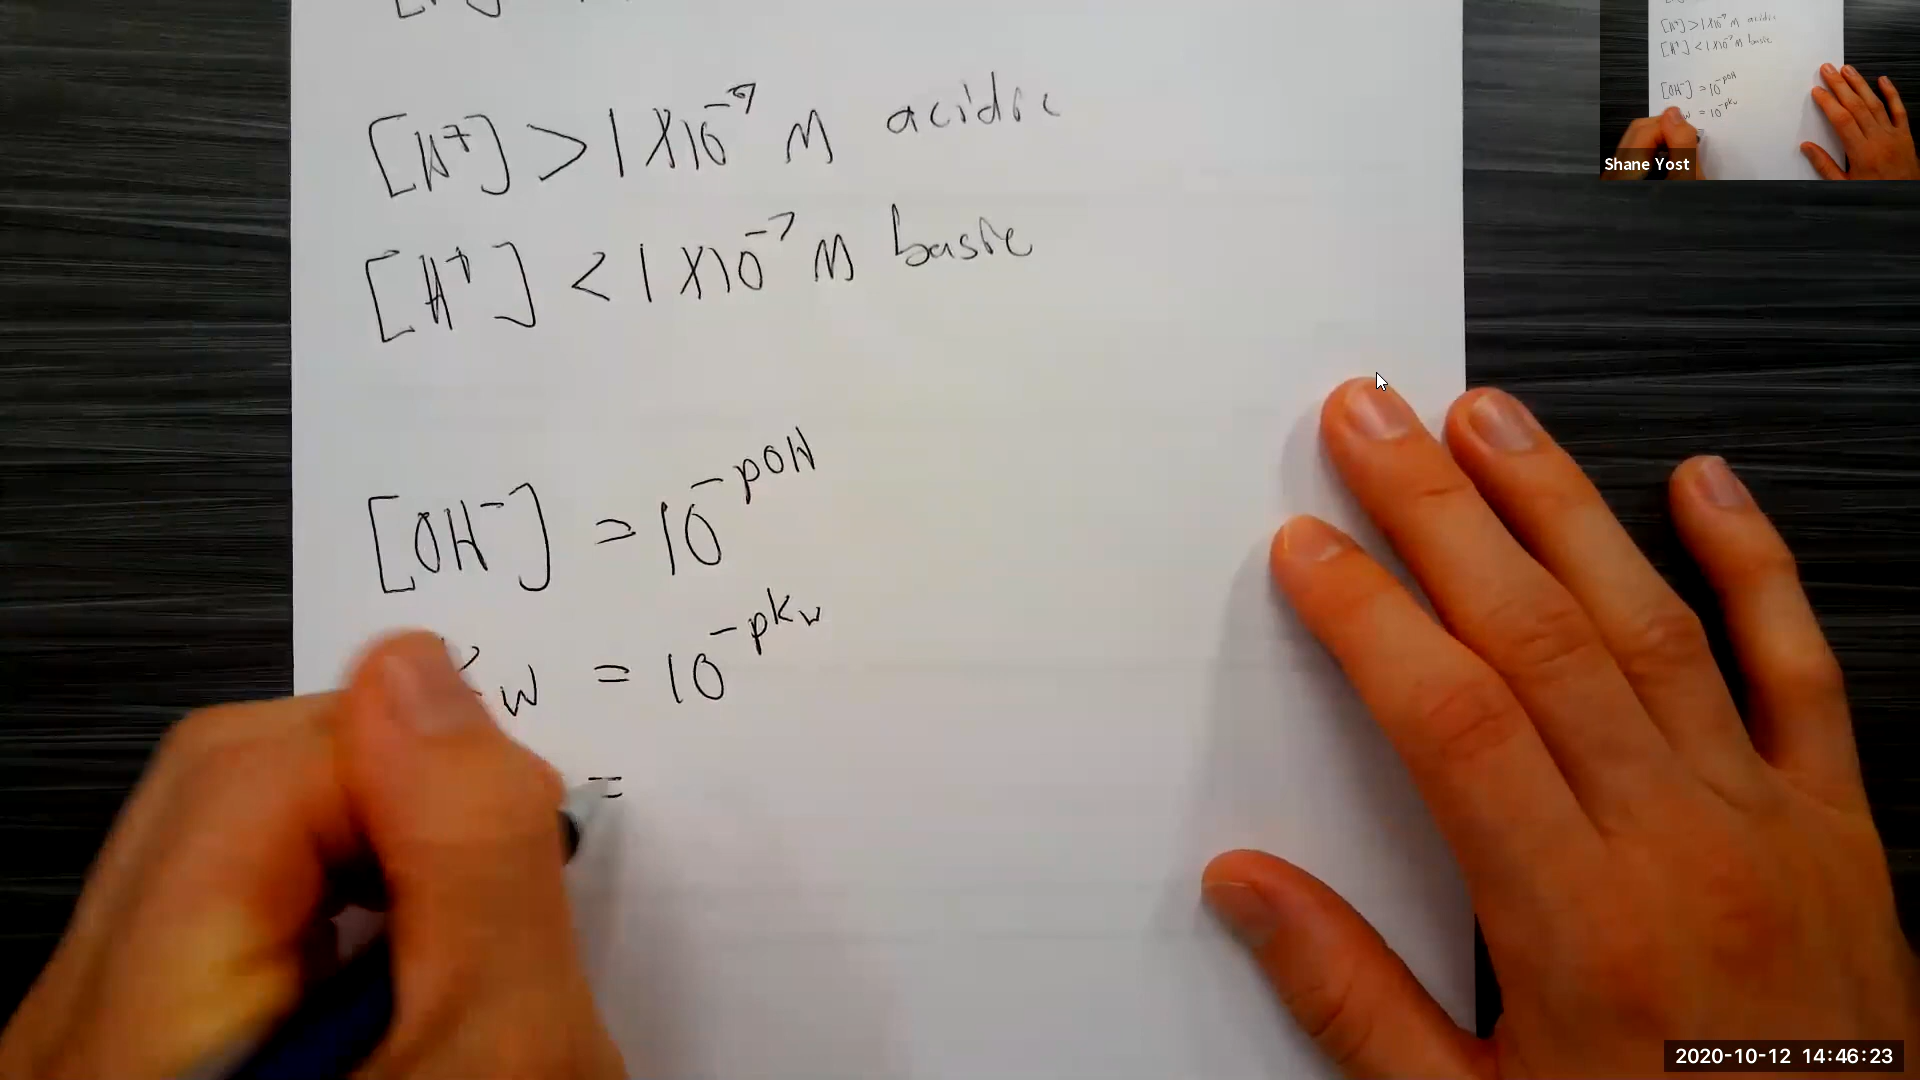 [H⁺] > 1 X 10⁻⁷ M acidic
[H⁺] < 1 X 10⁻⁷ M basic
[OH⁻] = 10^-pOH
Kw = 10^-pKw
=
Shane Yost
2020-10-12 14:46:23